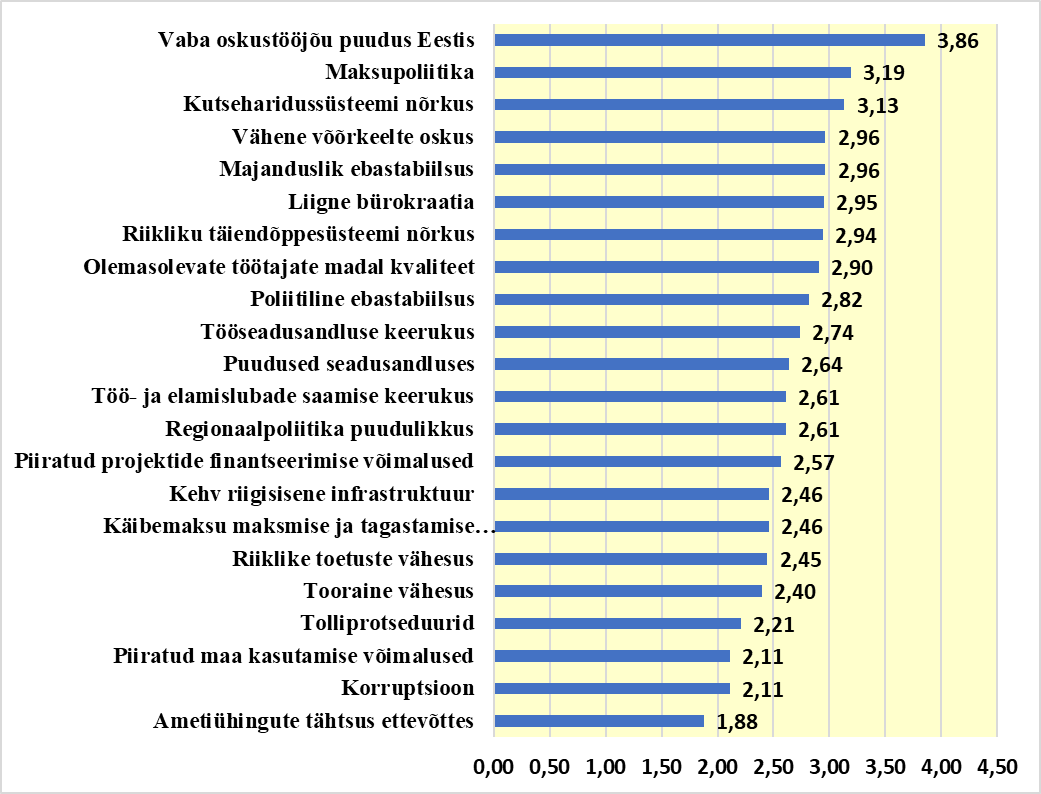 Vaba oskustööjõu puudus Eestis 3,86
Maksupoliitika 3,19
Kutseharidussüsteemi nõrkus 3,13
Vähene võõrkeelte oskus 2,96
Majanduslik ebastabiilsus 2,96
Liigne bürokraatia 2,95
Riikliku täiendõppesüsteemi nõrkus 2,94
Olemasolevate töötajate madal kvaliteet 2,90
Poliitiline ebastabiilsus 2,82
Tööseadusandluse keerukus 2,74
Puudused seadusandluses 2,64
Töö- ja elamislubade saamise keerukus 2,61
Regionaalpoliitika puudulikkus 2,61
Piiratud projektide finantseerimise võimalused 2,57
Kehv riigisisene infrastruktuur 2,46
Käibemaksu maksmise ja tagastamise… 2,46
Riiklike toetuste vähesus 2,45
Tooraine vähesus 2,40
Tolliprotseduurid 2,21
Piiratud maa kasutamise võimalused 2,11
Korruptsioon 2,11
Ametiühingute tähtsus ettevõttes 1,88
0,00 0,50 1,00 1,50 2,00 2,50 3,00 3,50 4,00 4,50